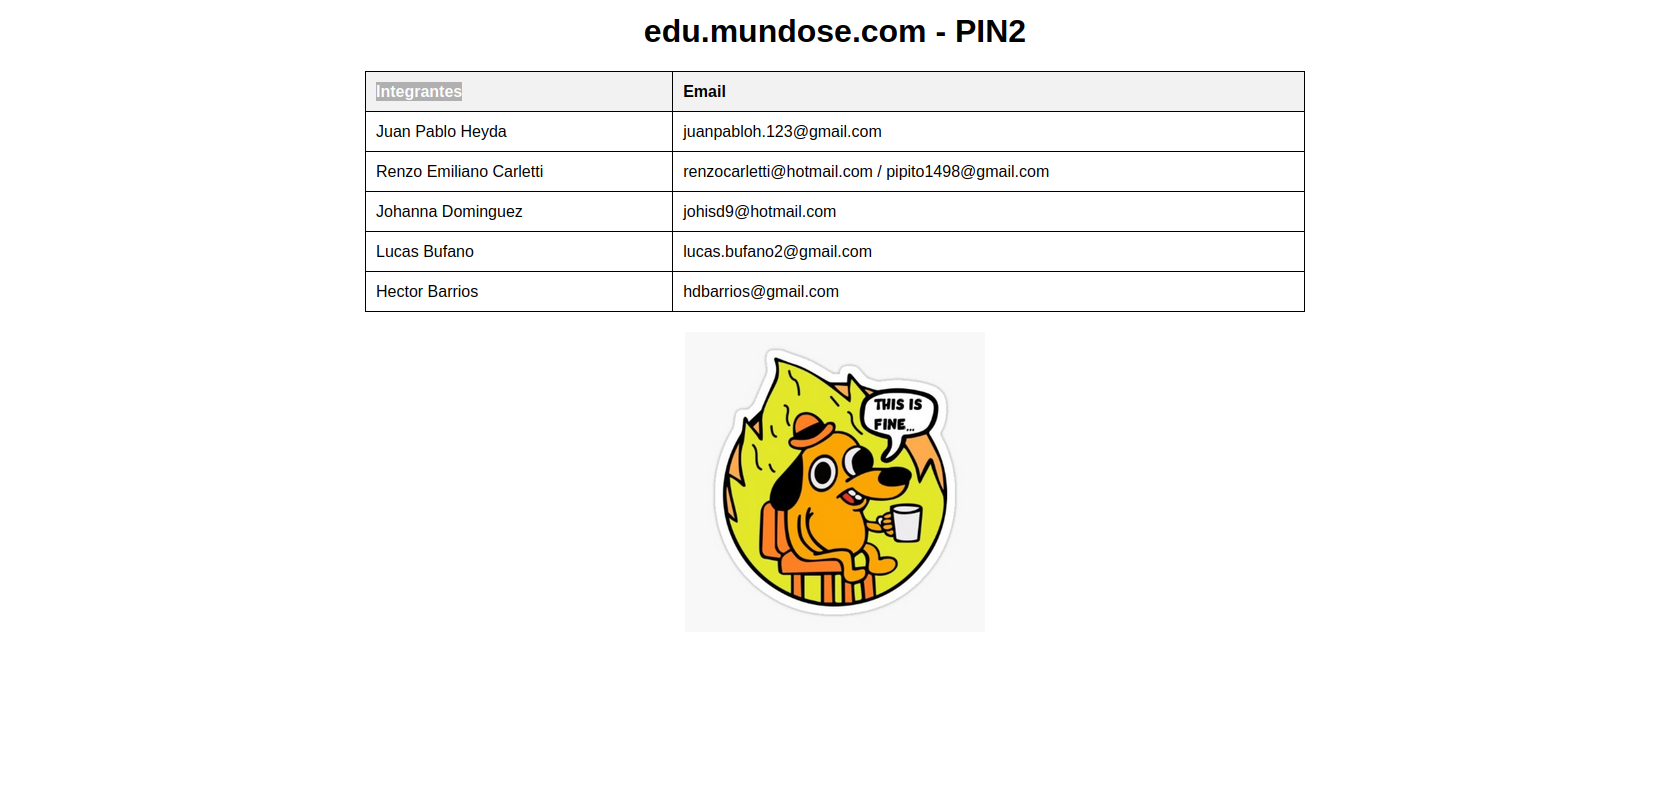 edu.mundose.com - PIN2
Integrantes Email
Juan Pablo Heyda juanpabloh.123@gmail.com
Renzo Emiliano Carletti renzocarletti@hotmail.com / pipito1498@gmail.com
Johanna Dominguez johisd9@hotmail.com
Lucas Bufano lucas.bufano2@gmail.com
Hector Barrios hdbarrios@gmail.com
THIS IS
FINE...